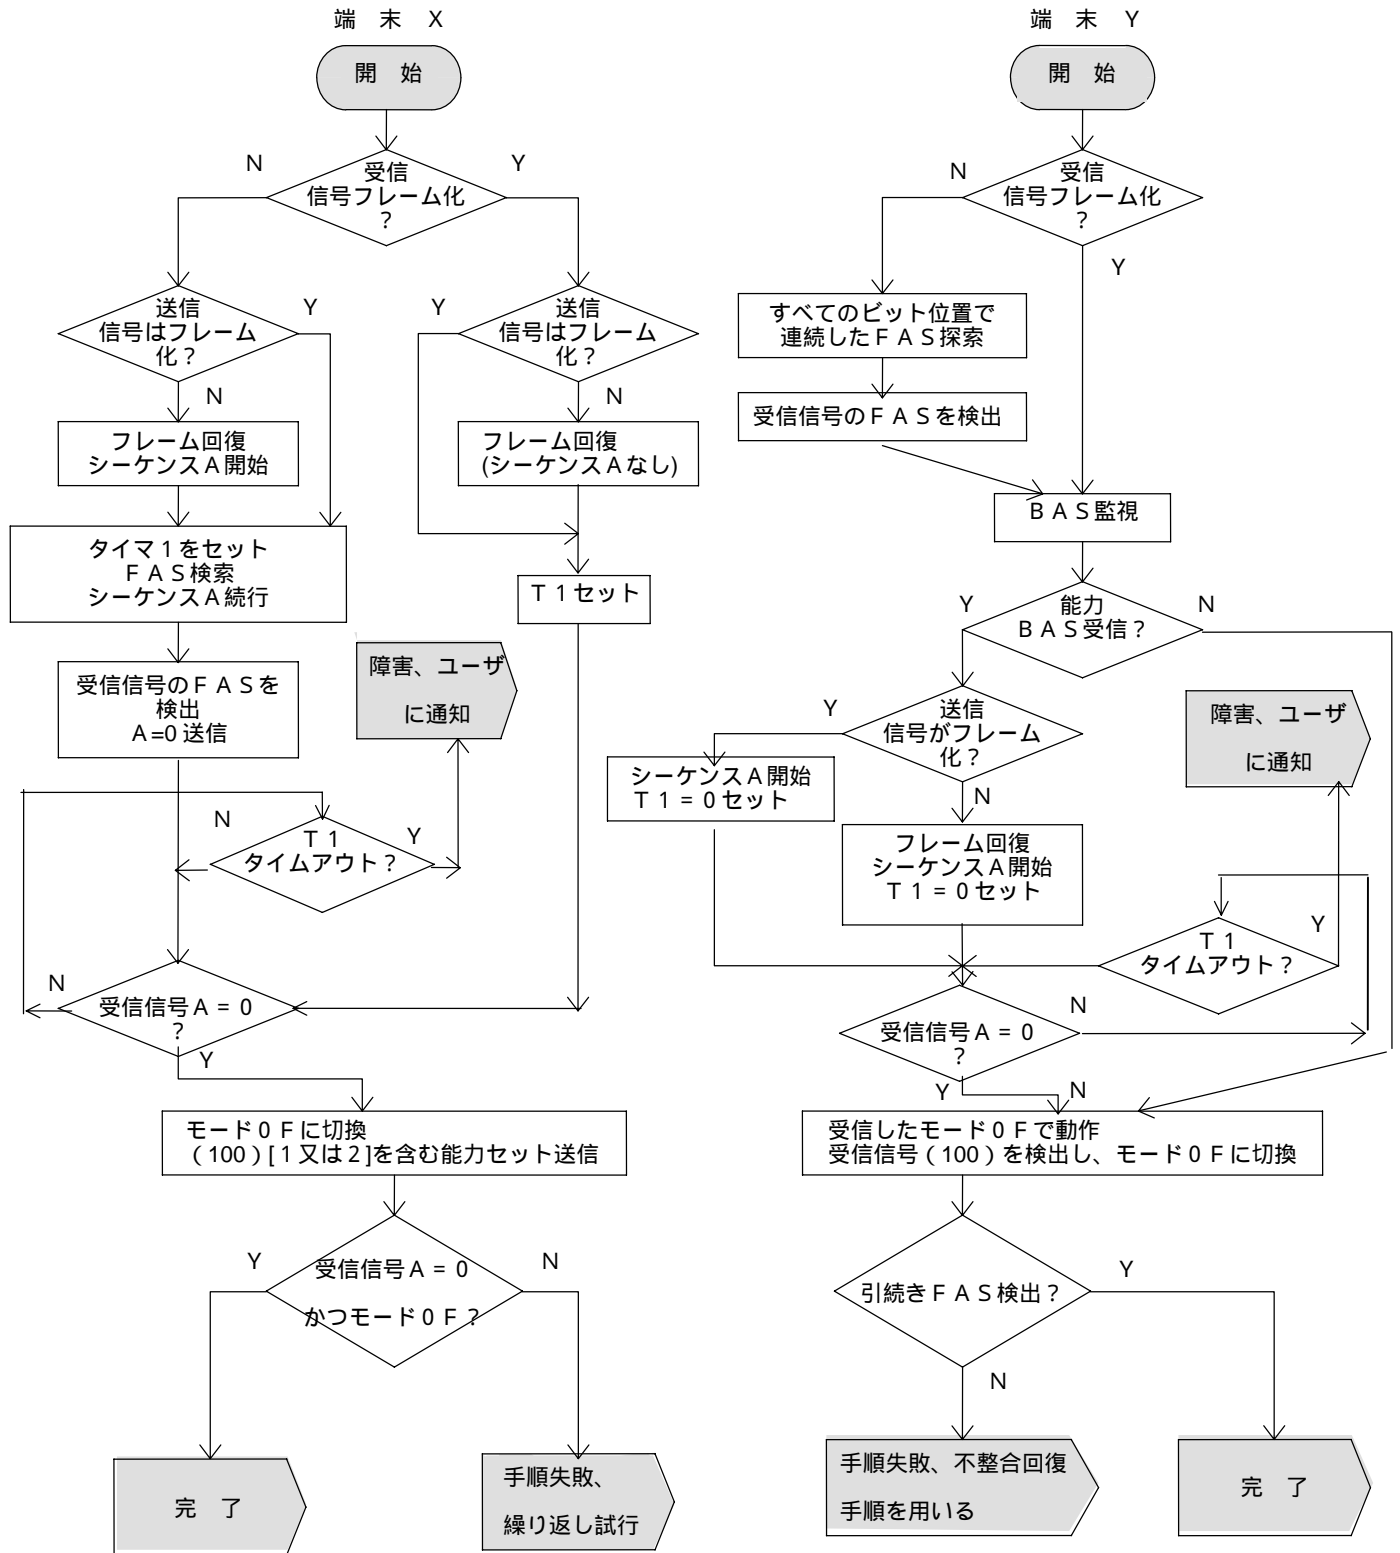 端 末 X
開 始
N
Y
受信
信号フレーム化
?
送信
信号はフレーム
化?
Y
N
フレーム回復
シーケンスA開始
タイマ1をセット
FAS検索
シーケンスA続行
受信信号のFASを
検出
A=0送信
Y
送信
信号はフレーム
化?
N
フレーム回復
(シーケンスAなし)
T1セット
障害、ユーザ
に通知
N
T1
タイムアウト?
Y
N
受信信号A=0
?
Y
モード0Fに切換
(100)[1又は2]を含む能力セット送信
Y
受信信号A=0
かつモード0F?
N
完 了
手順失敗、
繰り返し試行
端 末 Y
開 始
N
受信
信号フレーム化
?
Y
すべてのビット位置で
連続したFAS探索
受信信号のFASを検出
BAS監視
Y
能力
BAS受信?
N
Y
送信
信号がフレーム
化?
N
シーケンスA開始
T1=0セット
フレーム回復
シーケンスA開始
T1=0セット
障害、ユーザ
に通知
T1
タイムアウト?
Y
受信信号A=0
?
N
Y
N
受信したモード0Fで動作
受信信号(100)を検出し、モード0Fに切換
引続きFAS検出?
Y
N
手順失敗、不整合回復
手順を用いる
完 了